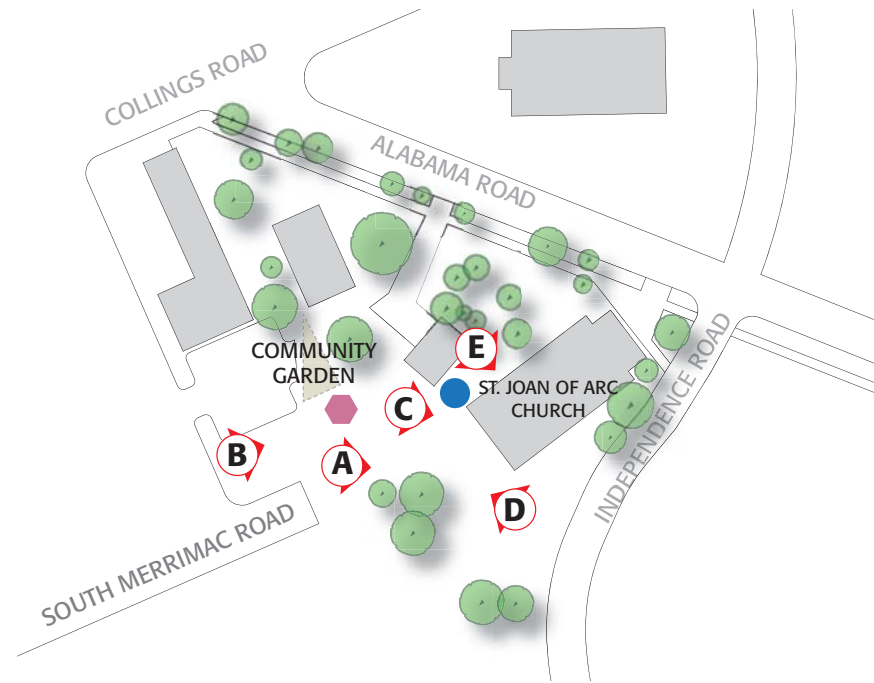 COLLINGS ROAD
ALABAMA ROAD
COMMUNITY
GARDEN
E
ST. JOAN OF ARC
CHURCH
C
B
A
D
INDEPENDENCE ROAD
SOUTH MERRIMAC ROAD